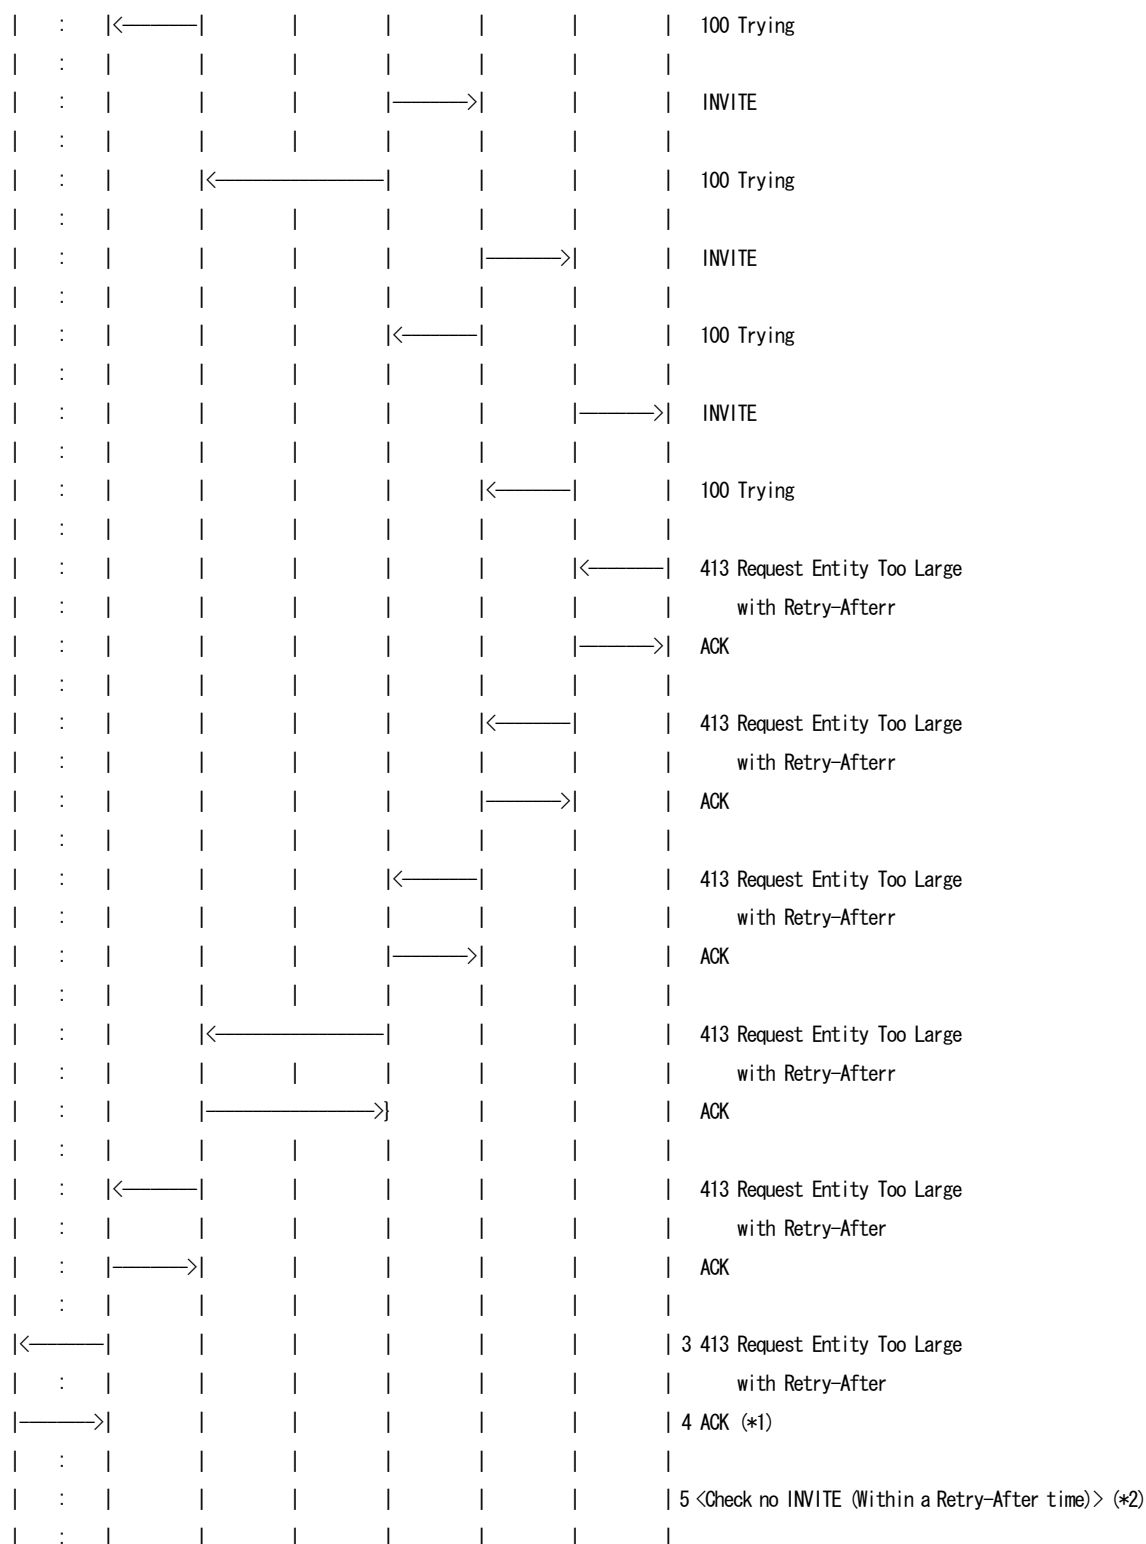 | : |<--------| | | | | | 100 Trying
| : | | | | | | |
| : | | | |-------->| | | INVITE
| : | | | | | | |
| : | |<------------------| | | | 100 Trying
| : | | | | | | |
| : | | | | |-------->| | INVITE
| : | | | | | | |
| : | | | |<--------| | | 100 Trying
| : | | | | | | |
| : | | | | | |-------->| INVITE
| : | | | | | | |
| : | | | | |<--------| | 100 Trying
| : | | | | | | |
| : | | | | | |<--------| 413 Request Entity Too Large
| : | | | | | | | with Retry-Afterr
| : | | | | | |-------->| ACK
| : | | | | | | |
| : | | | | |<--------| | 413 Request Entity Too Large
| : | | | | | | | with Retry-Afterr
| : | | | | |-------->| | ACK
| : | | | | | | |
| : | | | |<--------| | | 413 Request Entity Too Large
| : | | | | | | | with Retry-Afterr
| : | | | |-------->| | | ACK
| : | | | | | | |
| : | |<------------------| | | | 413 Request Entity Too Large
| : | | | | | | | with Retry-Afterr
| : | |------------------>} | | | ACK
| : | | | | | | |
| : |<--------| | | | | | 413 Request Entity Too Large
| : | | | | | | | with Retry-After
| : |-------->| | | | | | ACK
| : | | | | | | |
|<--------| | | | | | | 3 413 Request Entity Too Large
| : | | | | | | | with Retry-After
|-------->| | | | | | | 4 ACK (*1)
| : | | | | | | |
| : | | | | | | | 5 <Check no INVITE (Within a Retry-After time)> (*2)
| : | | | | | | |